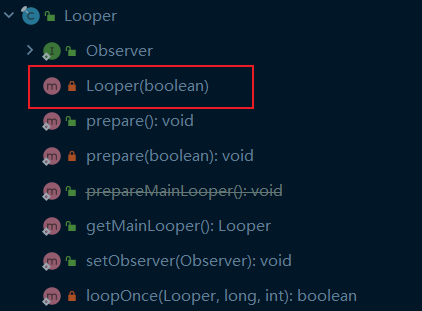 Looper
Observer
Looper(boolean)
prepare(): void
prepare(boolean): void
prepareMainLooper(): void
getMainLooper(): Looper
setObserver(Observer): void
loopOnce(Looper, long, int): boolean